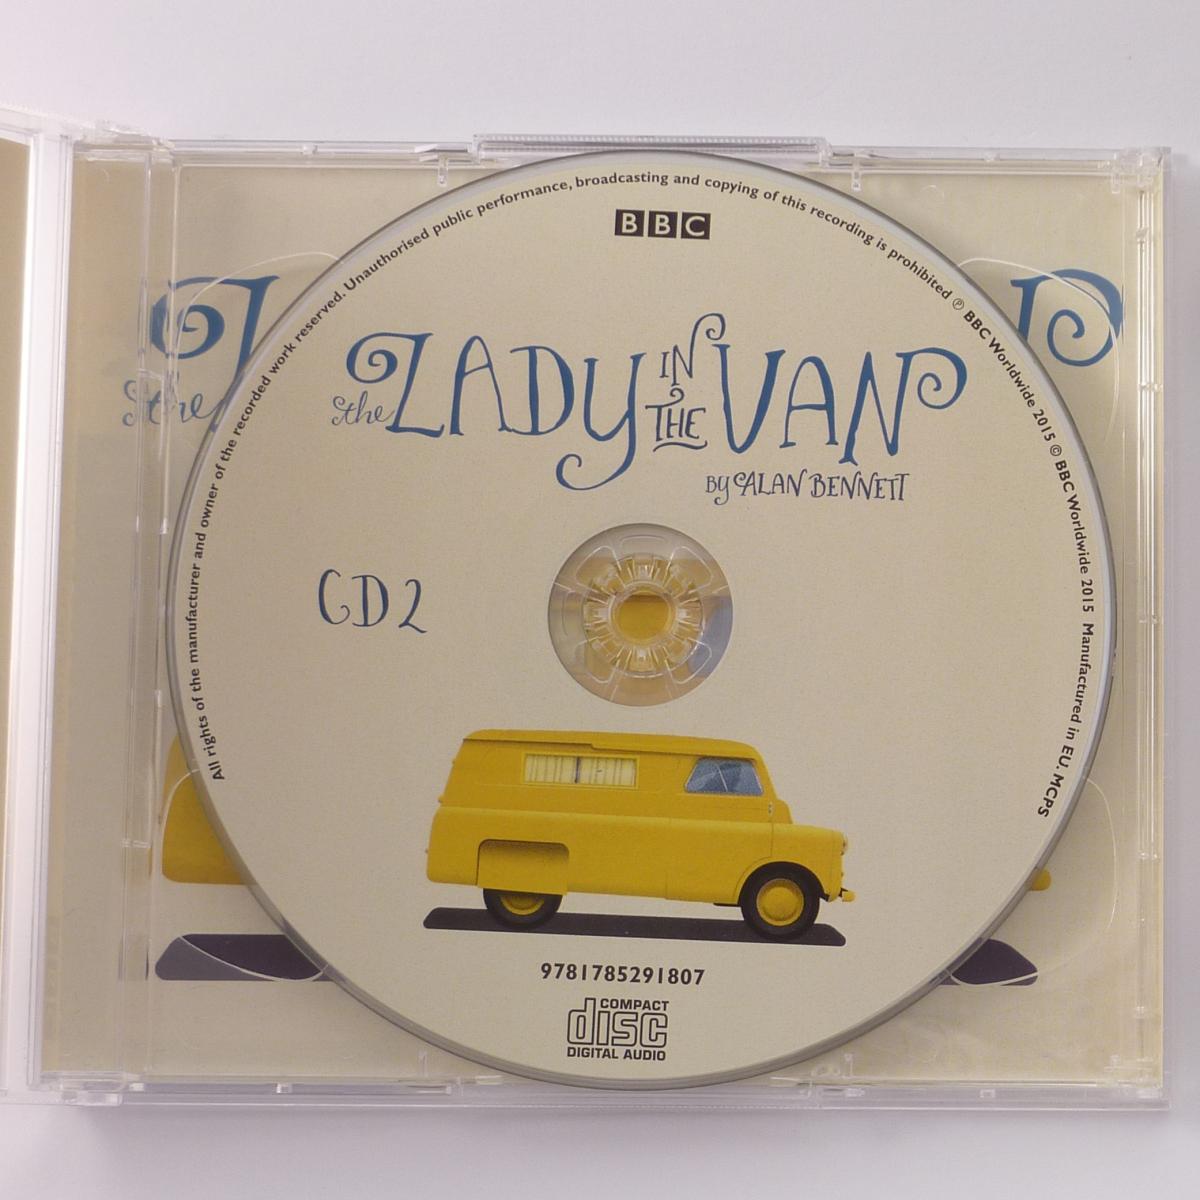 All rights of the manufacturer and owner of the recorded work reserved. Unauthorised public performance, broadcasting and copying of this recording is prohibited ℗ BBC Worldwide 2015 © BBC Worldwide 2015 Manufactured in EU. MCPS
BBC
the LADY IN THE VAN
BY ALAN BENNETT
CD 2
9781785291807
COMPACT
disc
DIGITAL AUDIO
the